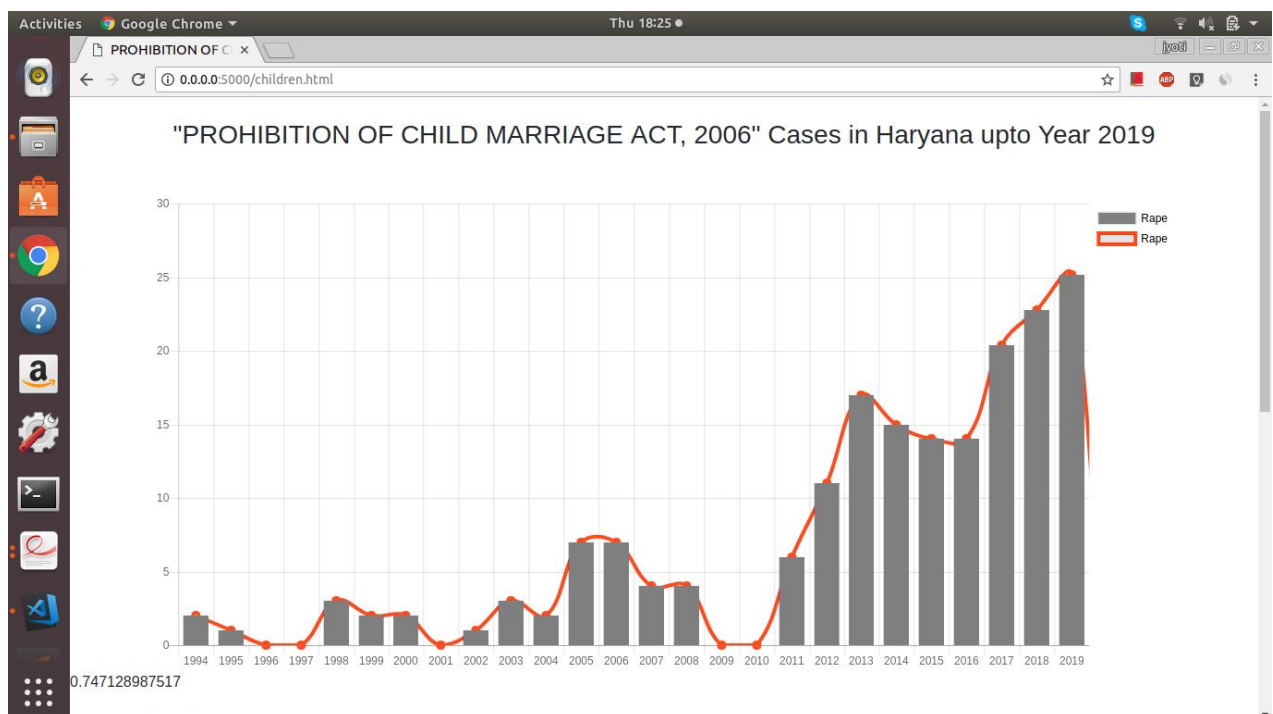 Activities Google Chrome Thu 18:25
PROHIBITION OF C
jyoti
0.0.0.0:5000/children.html
ABP
"PROHIBITION OF CHILD MARRIAGE ACT, 2006" Cases in Haryana upto Year 2019
Rape
Rape
30
25
20
15
10
5
0
1994 1995 1996 1997 1998 1999 2000 2001 2002 2003 2004 2005 2006 2007 2008 2009 2010 2011 2012 2013 2014 2015 2016 2017 2018 2019
0.747128987517